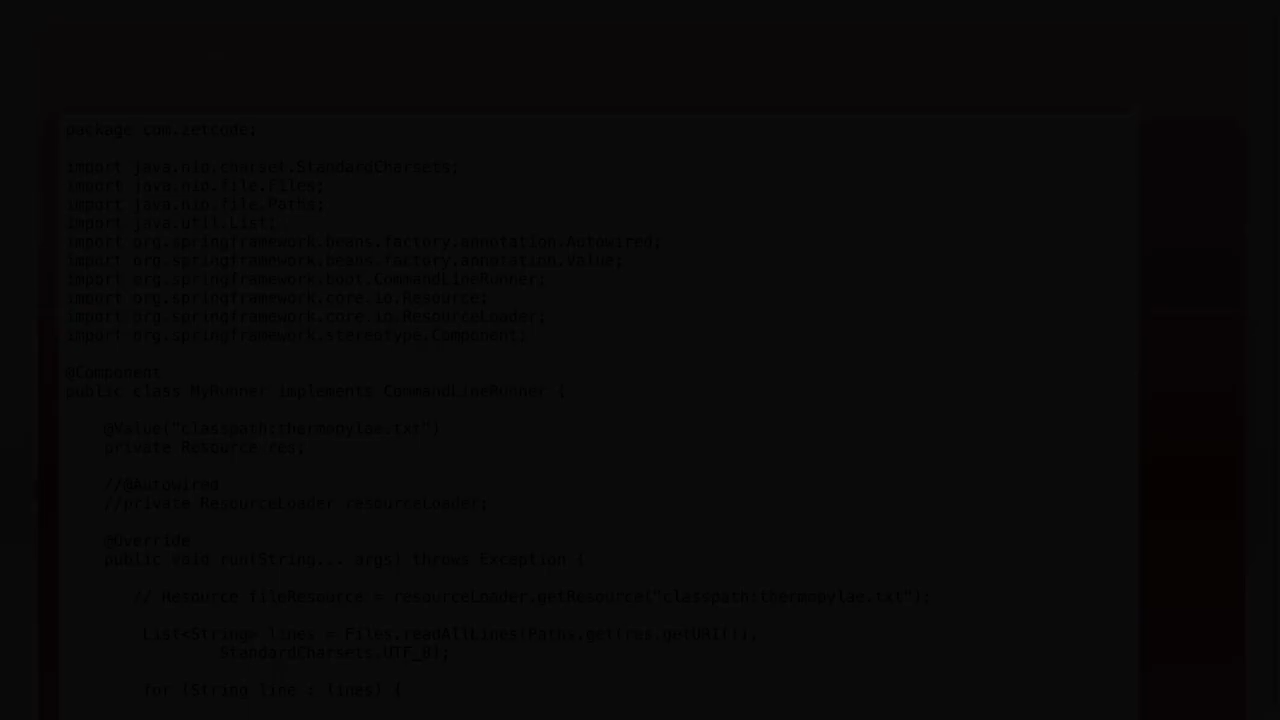 package com.zetcode;
import java.nio.charset.StandardCharsets;
import java.nio.file.Files;
import java.nio.file.Paths;
import java.util.List;
import org.springframework.beans.factory.annotation.Autowired;
import org.springframework.beans.factory.annotation.Value;
import org.springframework.boot.CommandLineRunner;
import org.springframework.core.io.Resource;
import org.springframework.core.io.ResourceLoader;
import org.springframework.stereotype.Component;
@Component
public class MyRunner implements CommandLineRunner {
@Value("classpath:thermopylae.txt")
private Resource res;
//@Autowired
//private ResourceLoader resourceLoader;
@Override
public void run(String... args) throws Exception {
// Resource fileResource = resourceLoader.getResource("classpath:thermopylae.txt");
List<String> lines = Files.readAllLines(Paths.get(res.getURI()),
StandardCharsets.UTF_8);
for (String line : lines) {